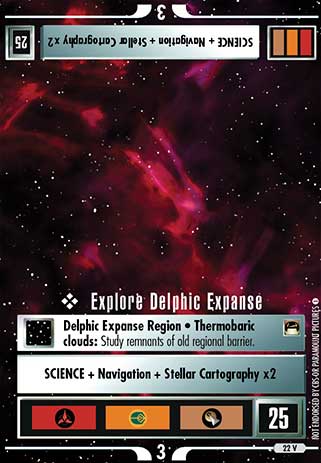 3
SCIENCE + Navigation + Stellar Cartography x2
25
Explore Delphic Expanse
Delphic Expanse Region • Thermobaric
clouds: Study remnants of old regional barrier.
SCIENCE + Navigation + Stellar Cartography x2
25
3
22 V
NOT ENDORSED BY CBS OR PARAMOUNT PICTURES